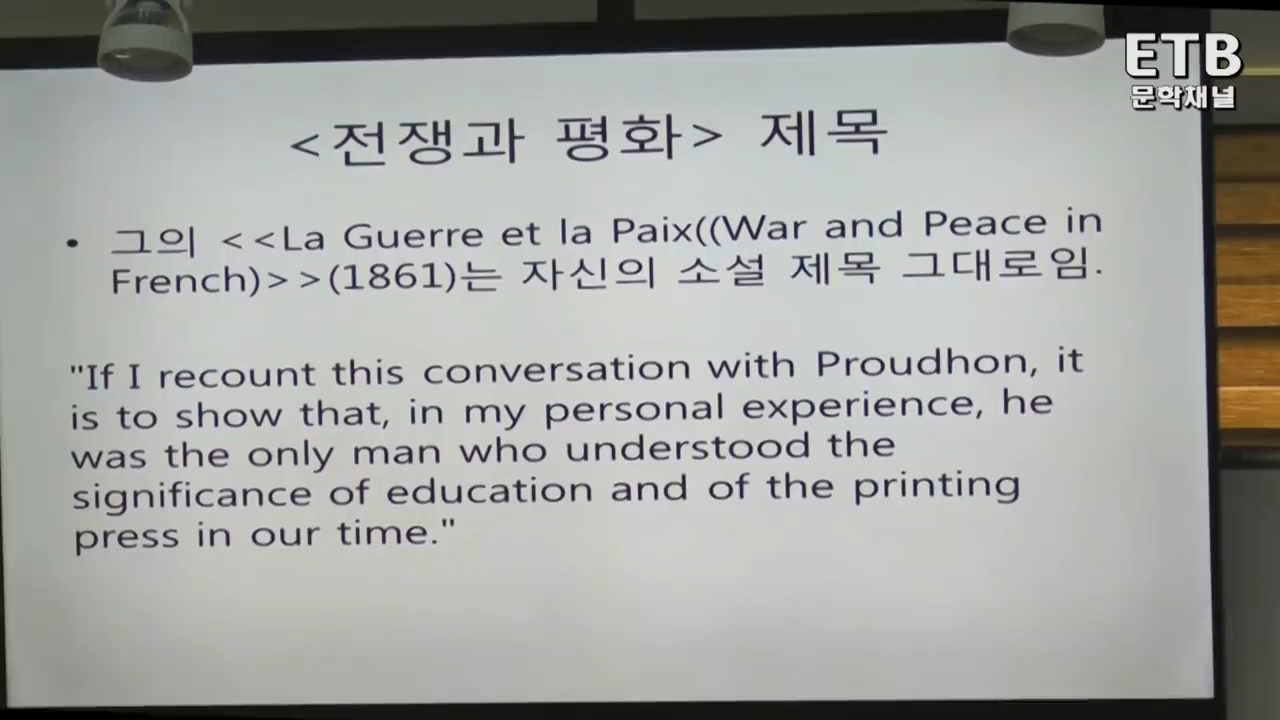 ETB
문학채널
<전쟁과 평화> 제목
• 그의 <<La Guerre et la Paix((War and Peace in
French)>>(1861)는 자신의 소설 제목 그대로임.
"If I recount this conversation with Proudhon, it
is to show that, in my personal experience, he
was the only man who understood the
significance of education and of the printing
press in our time."